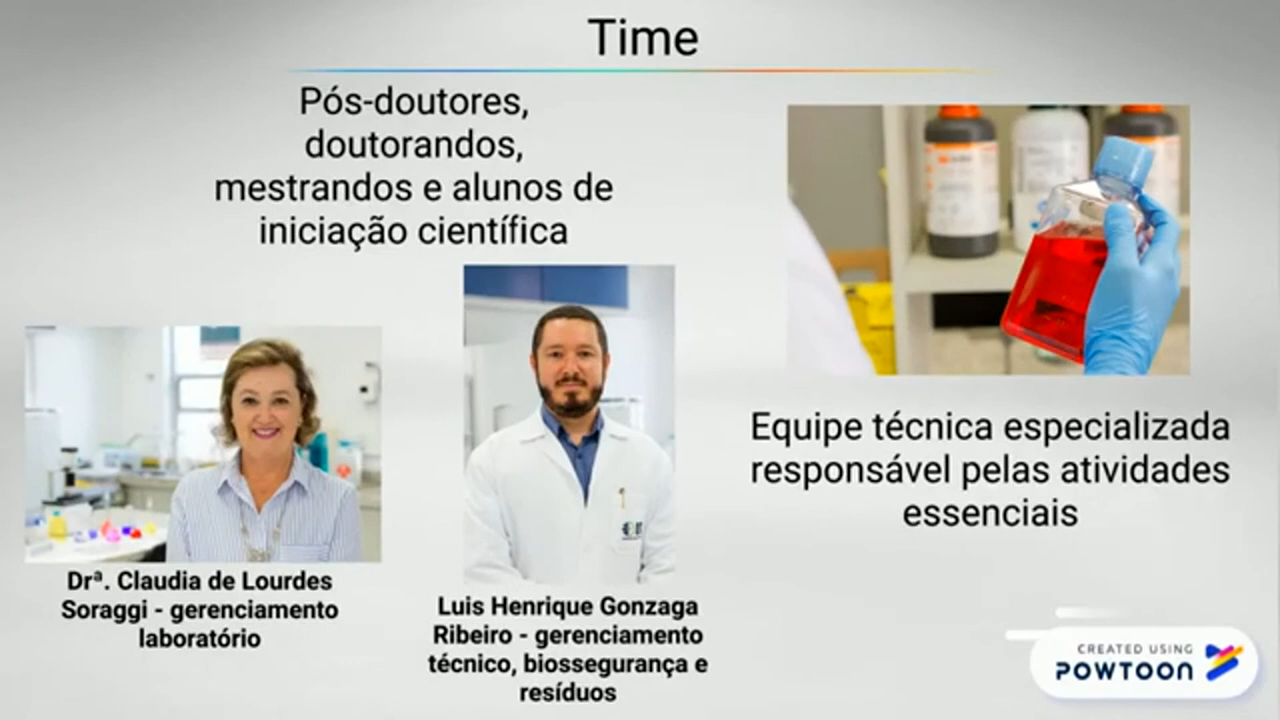 Time
Pós-doutores,
doutorandos,
mestrandos e alunos de
iniciação científica
Drª. Claudia de Lourdes
Soraggi - gerenciamento
laboratório
Luis Henrique Gonzaga
Ribeiro - gerenciamento
técnico, biossegurança e
resíduos
Equipe técnica especializada
responsável pelas atividades
essenciais
CREATED USING
POWTOON